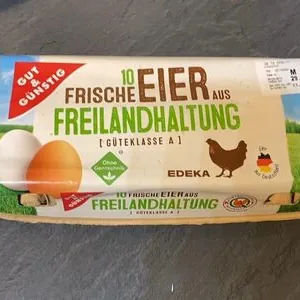 GUT & GÜNSTIG
10
FRISCHE EIER AUS
FREILANDHALTUNG
[ GÜTEKLASSE A ]
Ohne
Gentechnik
EDEKA
M
10 FRISCHE EIER AUS
FREILANDHALTUNG
[ GÜTEKLASSE A ]